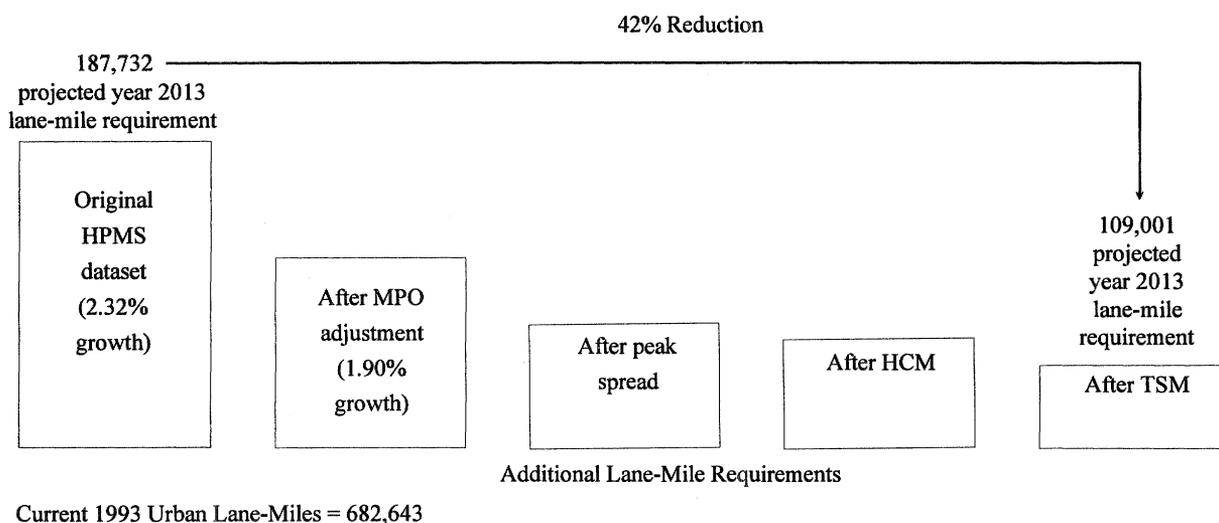 42% Reduction
187,732
projected year 2013
lane-mile requirement
Original
HPMS
dataset
(2.32%
growth)
After MPO
adjustment
(1.90%
growth)
After peak
spread
After HCM
109,001
projected
year 2013
lane-mile
requirement
After TSM
Additional Lane-Mile Requirements
Current 1993 Urban Lane-Miles = 682,643